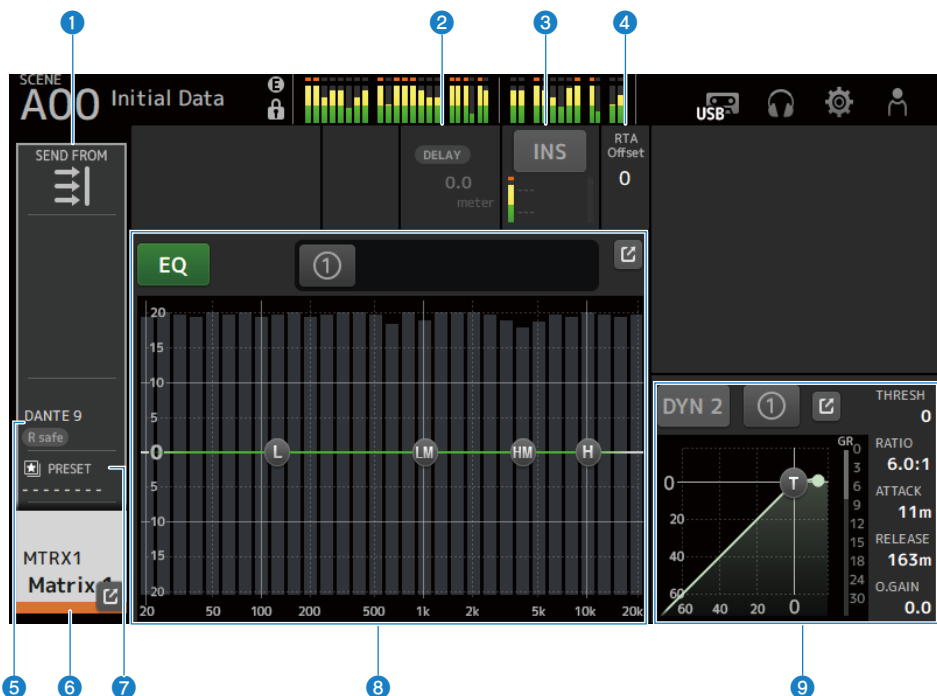 1 2 3 4
SCENE
A00 Initial Data
E
USB
SEND FROM
DELAY
0.0
meter
INS
---
---
RTA
Offset
0
EQ
1
20
15
10
5
0
5
10
15
20
20 50 100 200 500 1k 2k 5k 10k 20k
L LM HM H
DANTE 9
R safe
PRESET
--------
MTRX1
Matrix 1
DYN 2
1
GR
0
3
6
9
12
15
18
24
30
0
20
40
60
60 40 20 0
T
THRESH
0
RATIO
6.0:1
ATTACK
11m
RELEASE
163m
O.GAIN
0.0
5 6 7 8 9